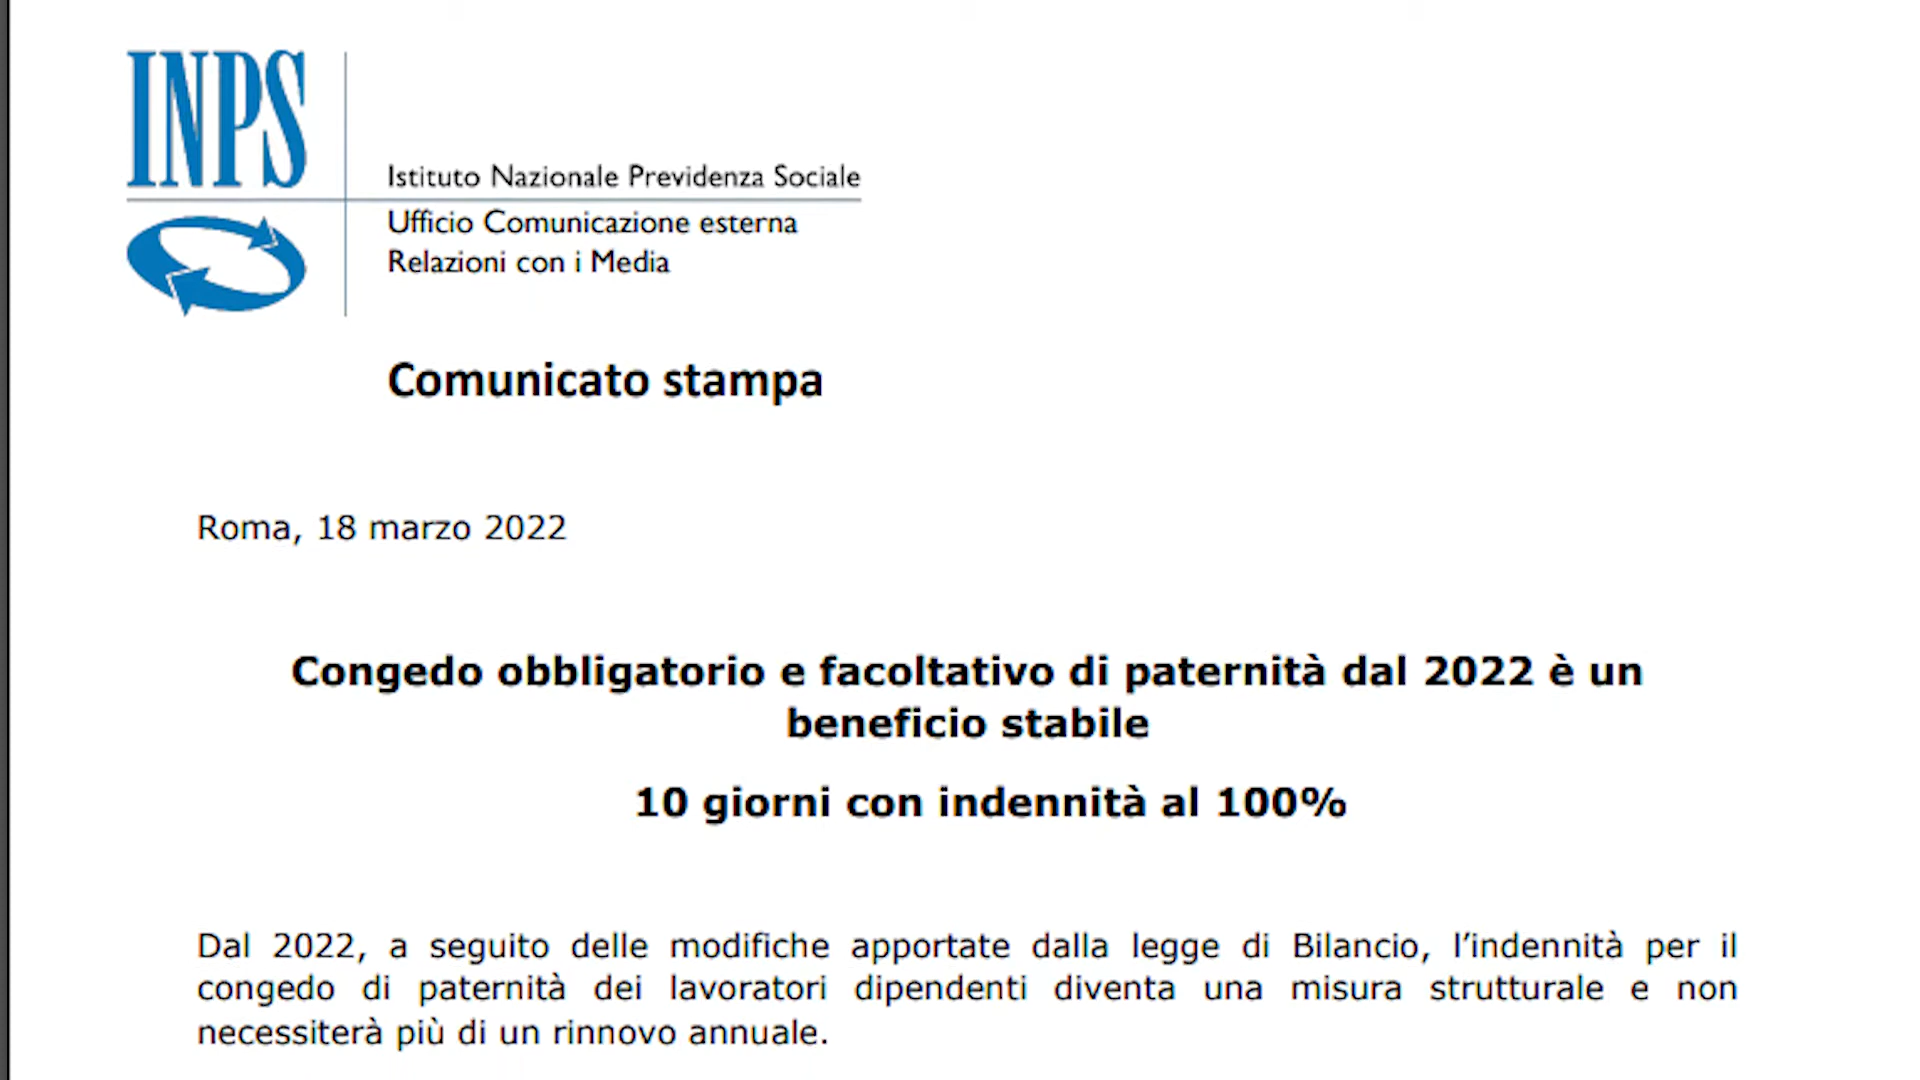 INPS
Istituto Nazionale Previdenza Sociale
Ufficio Comunicazione esterna
Relazioni con i Media
Comunicato stampa
Roma, 18 marzo 2022
Congedo obbligatorio e facoltativo di paternità dal 2022 è un
beneficio stabile
10 giorni con indennità al 100%
Dal 2022, a seguito delle modifiche apportate dalla legge di Bilancio, l’indennità per il
congedo di paternità dei lavoratori dipendenti diventa una misura strutturale e non
necessiterà più di un rinnovo annuale.